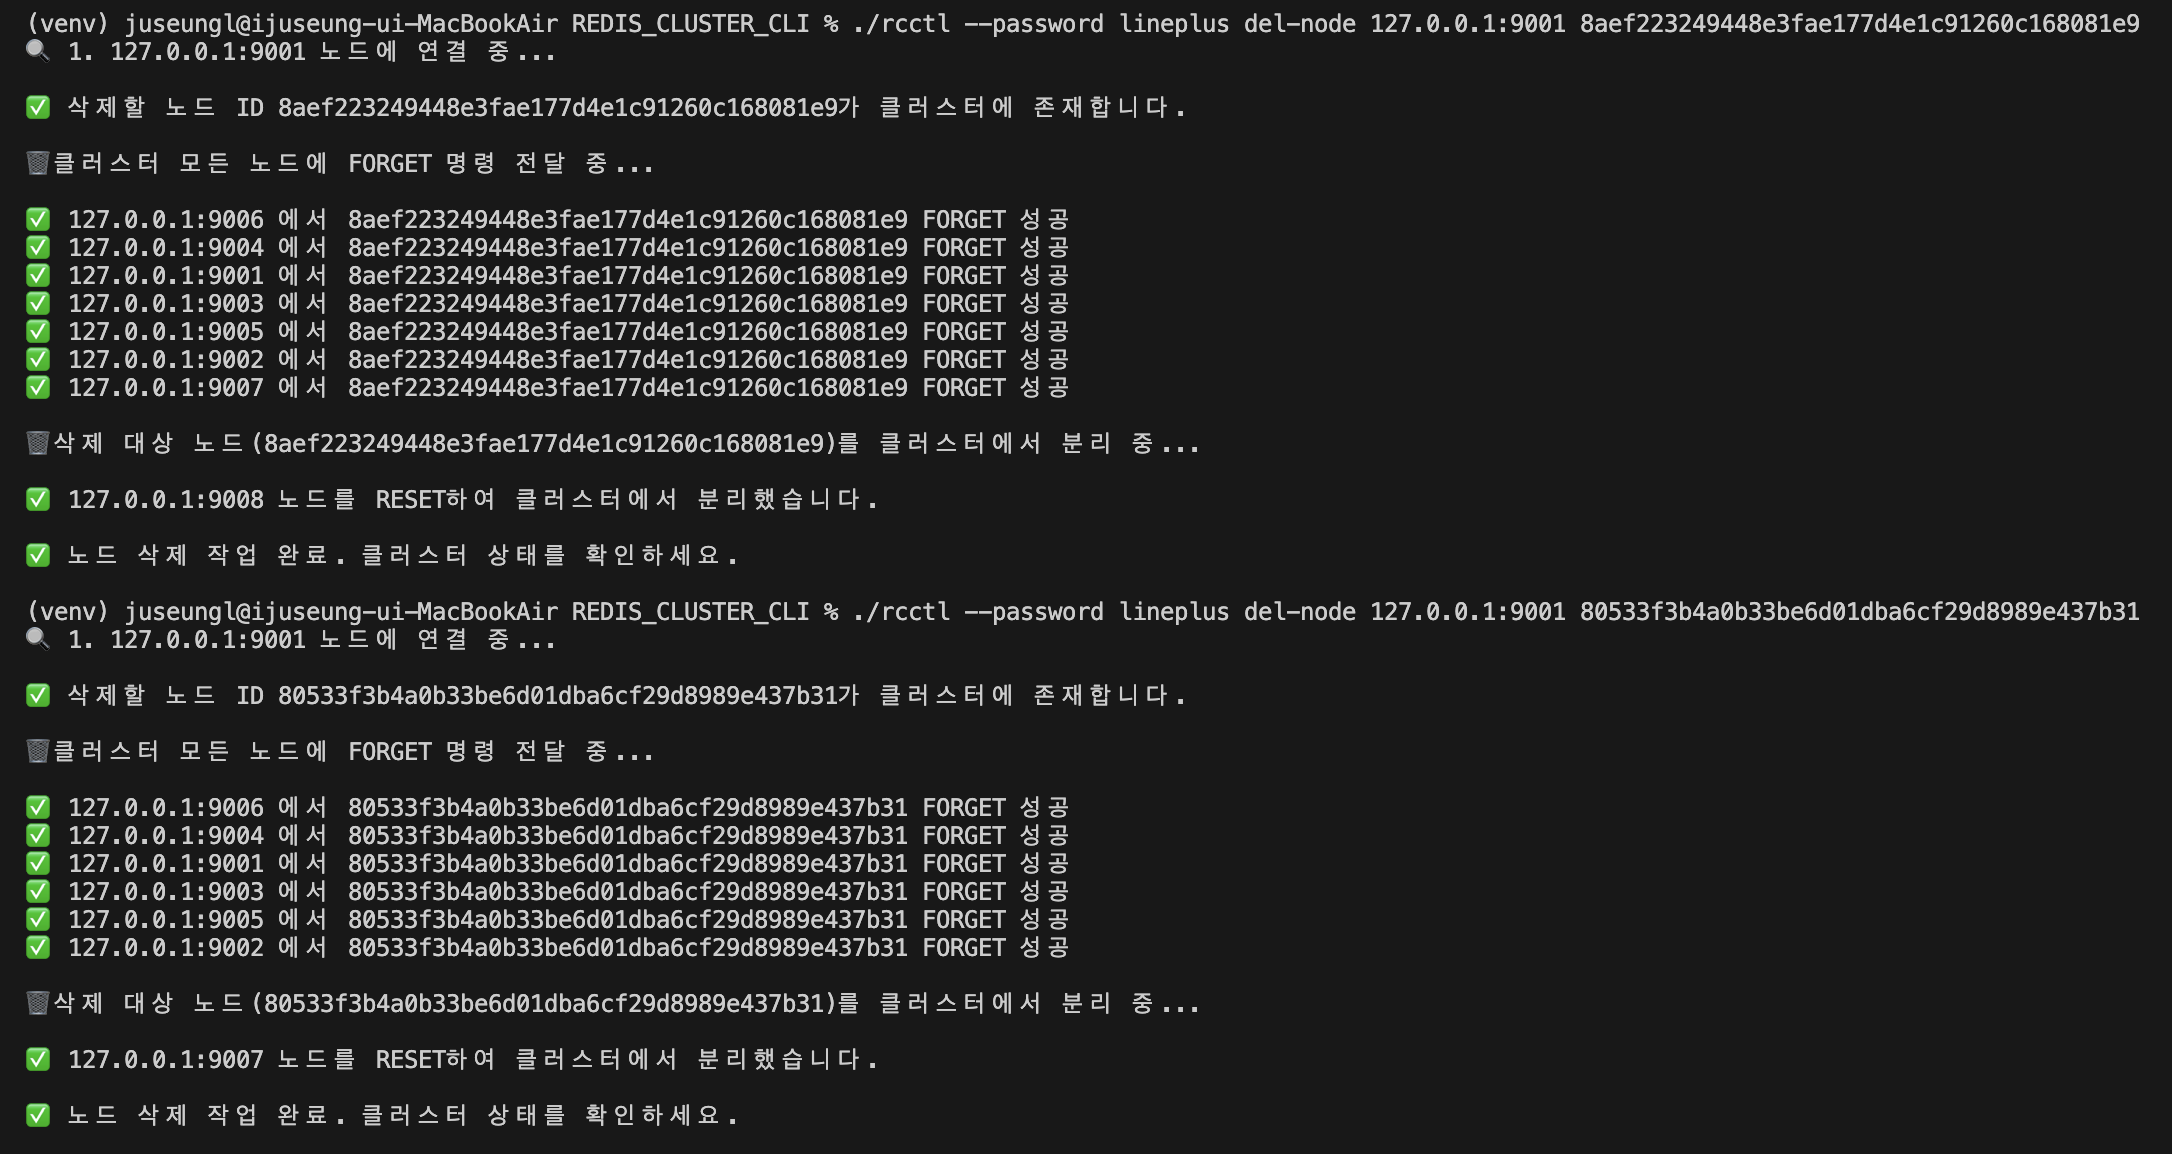 (venv) juseungl@ijuseung-ui-MacBookAir REDIS_CLUSTER_CLI % ./rcctl --password lineplus del-node 127.0.0.1:9001 8aef223249448e3fae177d4e1c91260c168081e9
🔍 1. 127.0.0.1:9001 노드에 연결 중...
✅ 삭제할 노드 ID 8aef223249448e3fae177d4e1c91260c168081e9가 클러스터에 존재합니다.
🗑️클러스터 모든 노드에 FORGET 명령 전달 중...
✅ 127.0.0.1:9006 에서 8aef223249448e3fae177d4e1c91260c168081e9 FORGET 성공
✅ 127.0.0.1:9004 에서 8aef223249448e3fae177d4e1c91260c168081e9 FORGET 성공
✅ 127.0.0.1:9001 에서 8aef223249448e3fae177d4e1c91260c168081e9 FORGET 성공
✅ 127.0.0.1:9003 에서 8aef223249448e3fae177d4e1c91260c168081e9 FORGET 성공
✅ 127.0.0.1:9005 에서 8aef223249448e3fae177d4e1c91260c168081e9 FORGET 성공
✅ 127.0.0.1:9002 에서 8aef223249448e3fae177d4e1c91260c168081e9 FORGET 성공
✅ 127.0.0.1:9007 에서 8aef223249448e3fae177d4e1c91260c168081e9 FORGET 성공
🗑️삭제 대상 노드(8aef223249448e3fae177d4e1c91260c168081e9)를 클러스터에서 분리 중...
✅ 127.0.0.1:9008 노드를 RESET하여 클러스터에서 분리했습니다.
✅ 노드 삭제 작업 완료. 클러스터 상태를 확인하세요.
(venv) juseungl@ijuseung-ui-MacBookAir REDIS_CLUSTER_CLI % ./rcctl --password lineplus del-node 127.0.0.1:9001 80533f3b4a0b33be6d01dba6cf29d8989e437b31
🔍 1. 127.0.0.1:9001 노드에 연결 중...
✅ 삭제할 노드 ID 80533f3b4a0b33be6d01dba6cf29d8989e437b31가 클러스터에 존재합니다.
🗑️클러스터 모든 노드에 FORGET 명령 전달 중...
✅ 127.0.0.1:9006 에서 80533f3b4a0b33be6d01dba6cf29d8989e437b31 FORGET 성공
✅ 127.0.0.1:9004 에서 80533f3b4a0b33be6d01dba6cf29d8989e437b31 FORGET 성공
✅ 127.0.0.1:9001 에서 80533f3b4a0b33be6d01dba6cf29d8989e437b31 FORGET 성공
✅ 127.0.0.1:9003 에서 80533f3b4a0b33be6d01dba6cf29d8989e437b31 FORGET 성공
✅ 127.0.0.1:9005 에서 80533f3b4a0b33be6d01dba6cf29d8989e437b31 FORGET 성공
✅ 127.0.0.1:9002 에서 80533f3b4a0b33be6d01dba6cf29d8989e437b31 FORGET 성공
🗑️삭제 대상 노드(80533f3b4a0b33be6d01dba6cf29d8989e437b31)를 클러스터에서 분리 중...
✅ 127.0.0.1:9007 노드를 RESET하여 클러스터에서 분리했습니다.
✅ 노드 삭제 작업 완료. 클러스터 상태를 확인하세요.